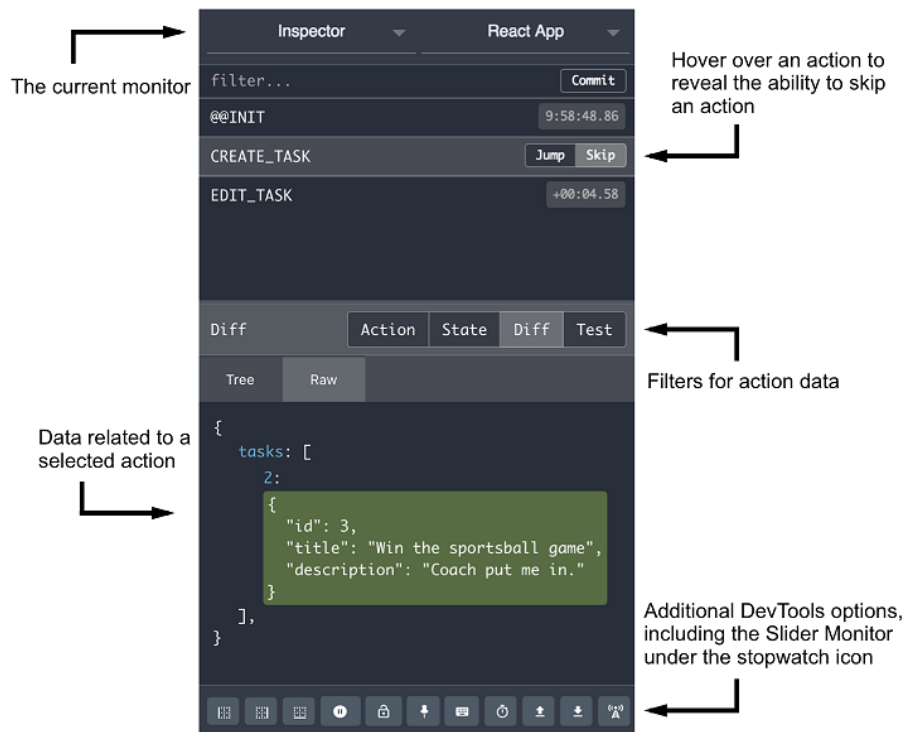 Inspector
React App
The current monitor
filter...
Commit
Hover over an action to
reveal the ability to skip
an action
@@INIT
9:58:48.86
CREATE_TASK
Jump
Skip
EDIT_TASK
+00:04.58
Diff
Action
State
Diff
Test
Filters for action data
Tree
Raw
Data related to a
selected action
{
tasks: [
2:
{
"id": 3,
"title": "Win the sportsball game",
"description": "Coach put me in."
}
],
}
Additional DevTools options,
including the Slider Monitor
under the stopwatch icon